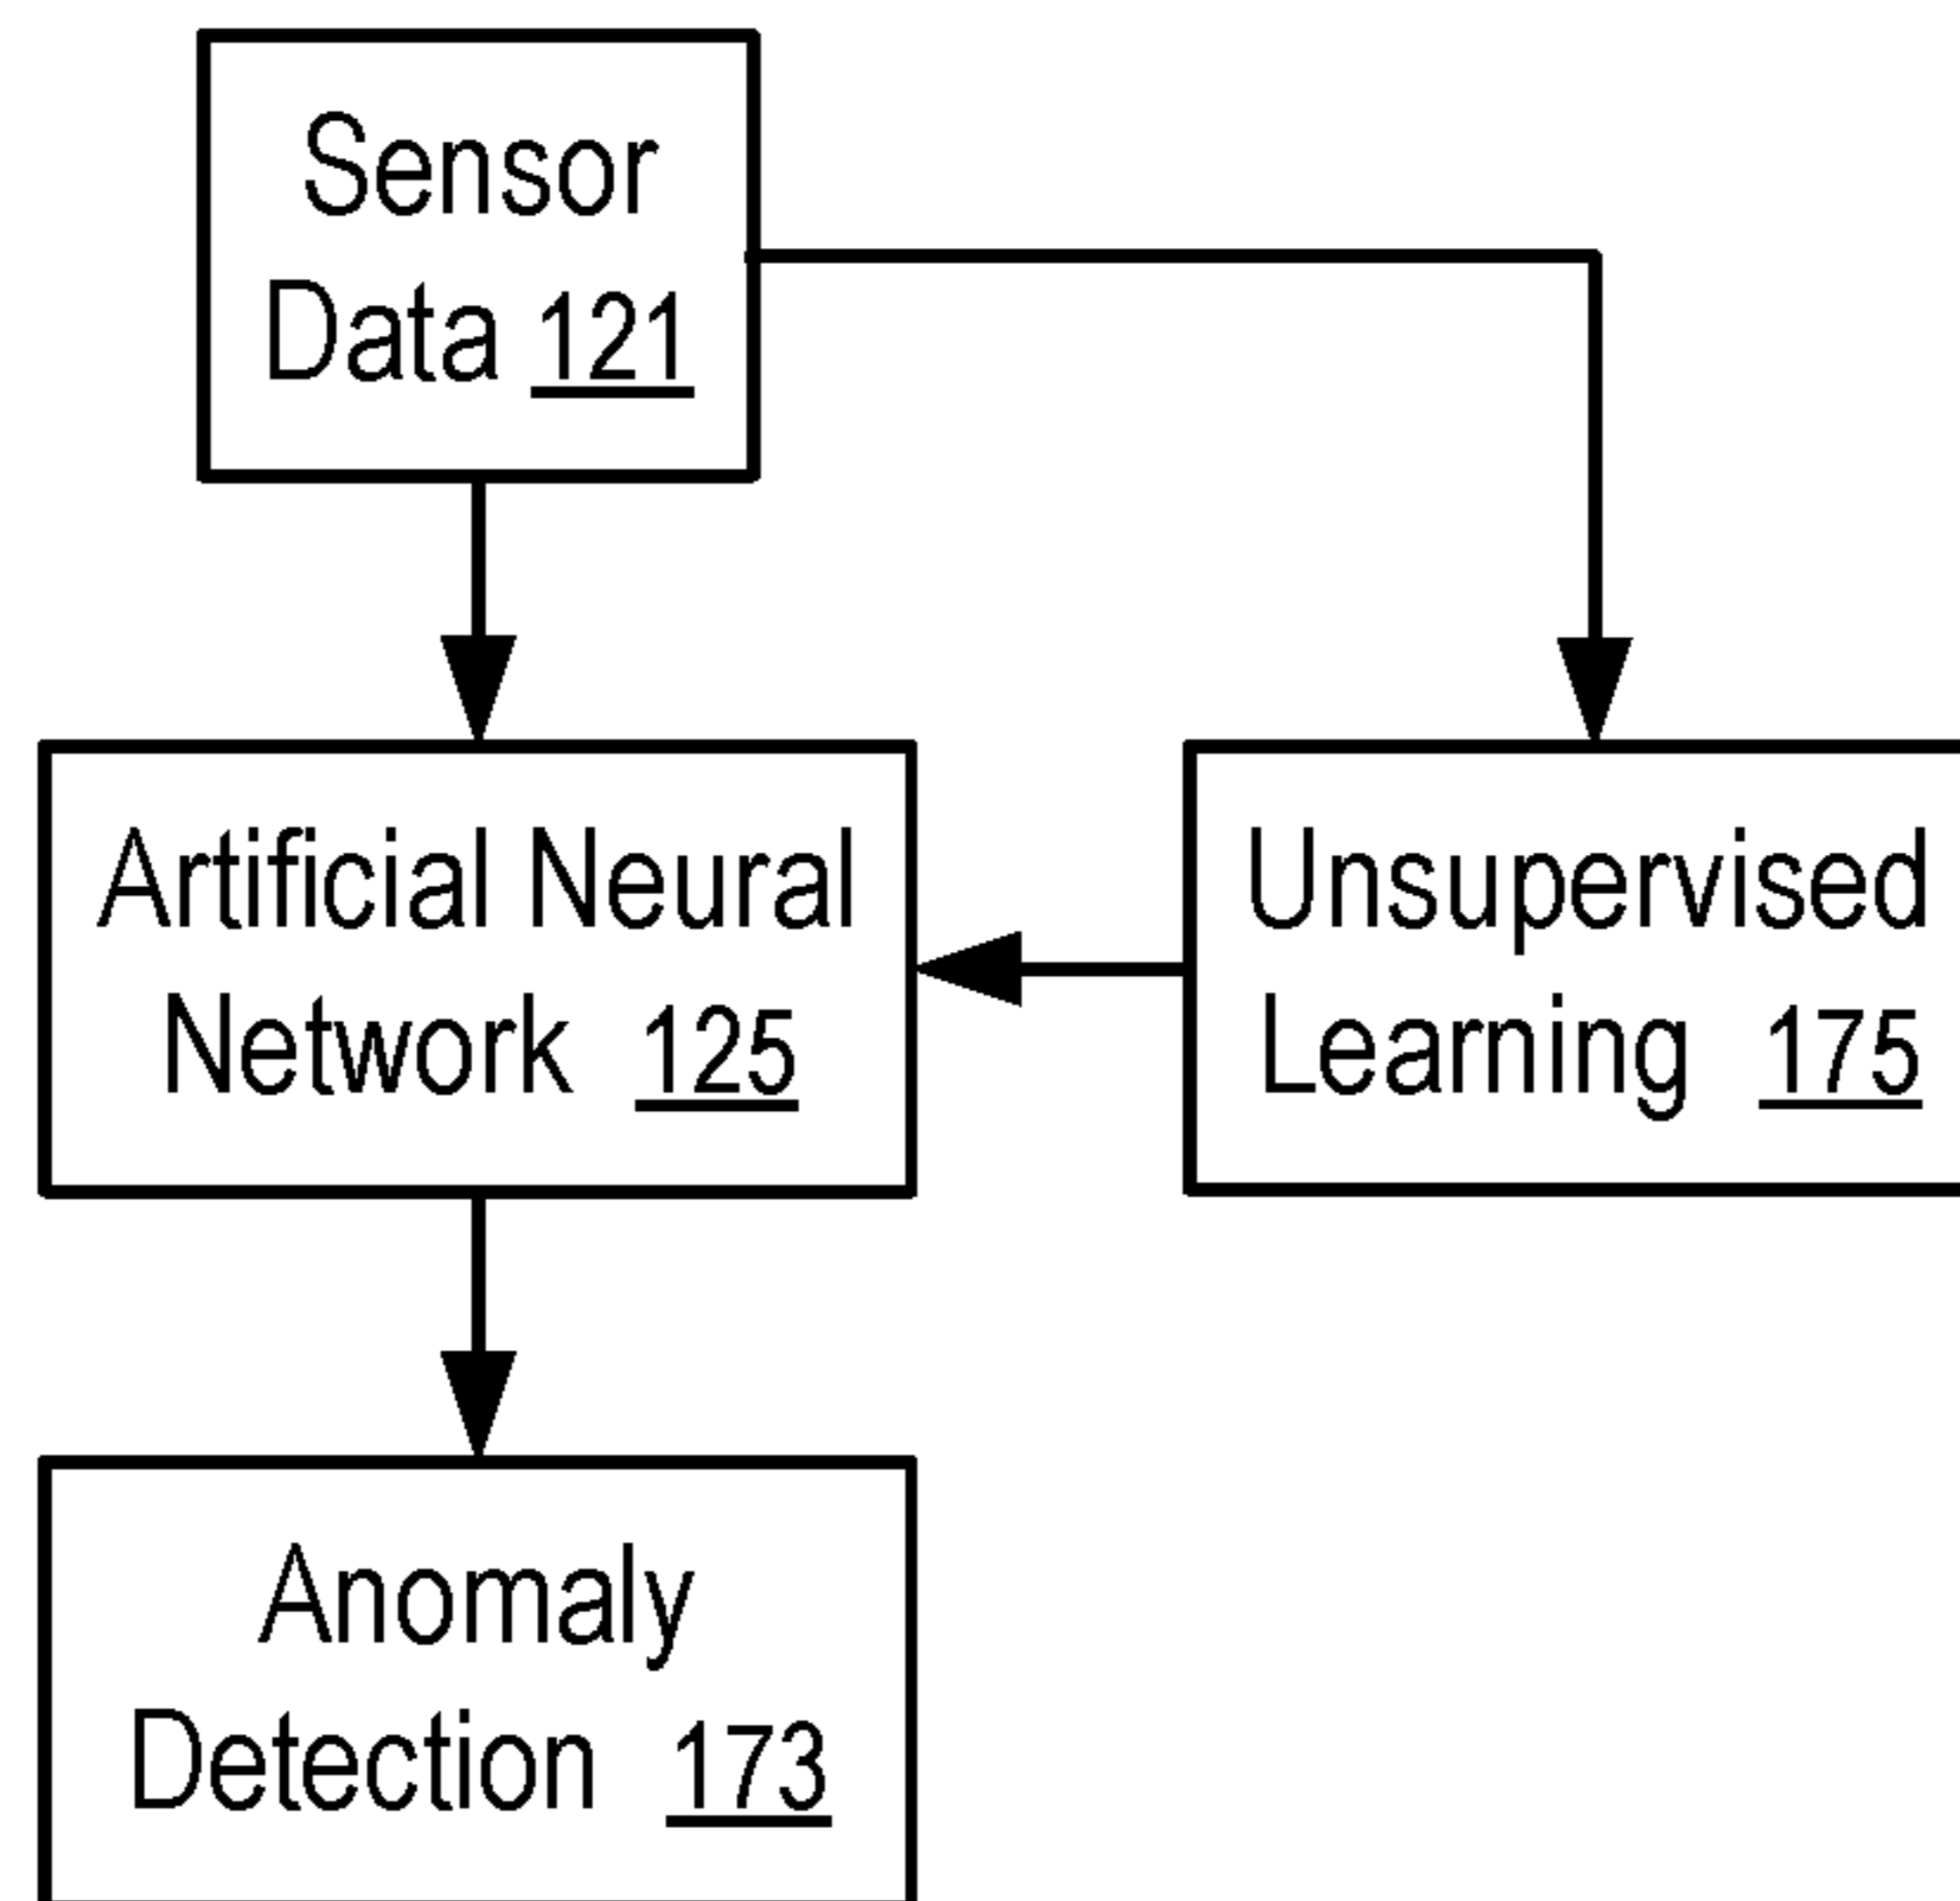 Sensor
Data 121
Artificial Neural
Network 125
Unsupervised
Learning 175
Anomaly
Detection 173